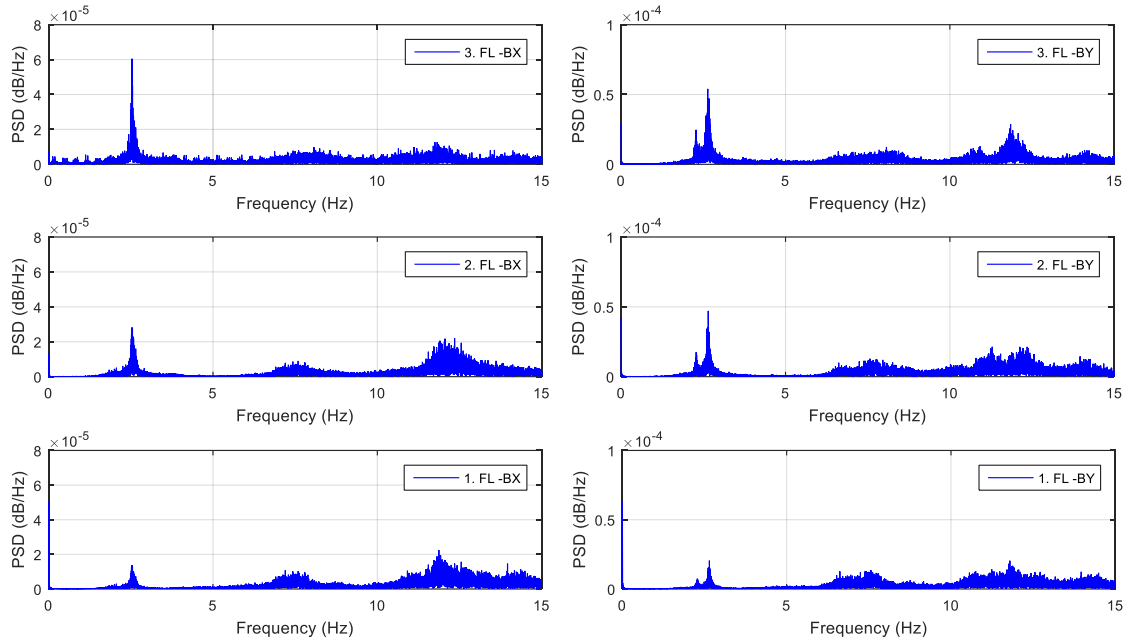 ×10^-5
8
6
4
2
0
PSD (dB/Hz)
3. FL -BX
0 5 10 15
Frequency (Hz)
×10^-4
1
0.5
0
PSD (dB/Hz)
3. FL -BY
0 5 10 15
Frequency (Hz)
×10^-5
8
6
4
2
0
PSD (dB/Hz)
2. FL -BX
0 5 10 15
Frequency (Hz)
×10^-4
1
0.5
0
PSD (dB/Hz)
2. FL -BY
0 5 10 15
Frequency (Hz)
×10^-5
8
6
4
2
0
PSD (dB/Hz)
1. FL -BX
0 5 10 15
Frequency (Hz)
×10^-4
1
0.5
0
PSD (dB/Hz)
1. FL -BY
0 5 10 15
Frequency (Hz)